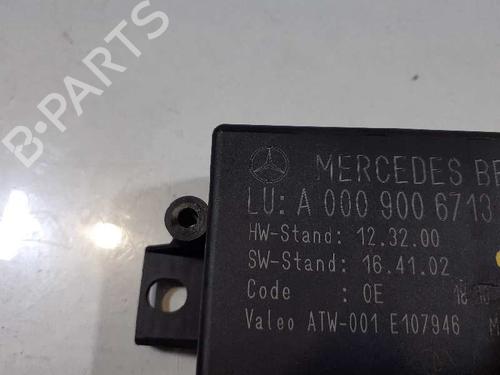 B-PARTS
MERCEDES BE
LU: A 000 900 6713
HW-Stand: 12.32.00
SW-Stand: 16.41.02
Code : 0E
Valeo ATW-001 E107946